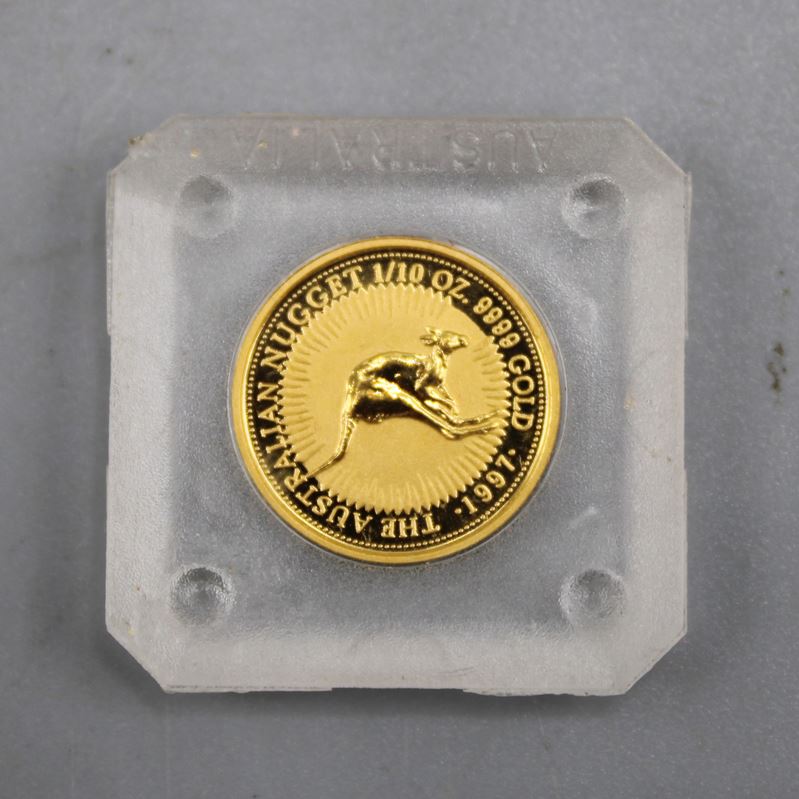 AUSTRALIA
THE AUSTRALIAN NUGGET 1/10 OZ. 9999 GOLD
·1997·